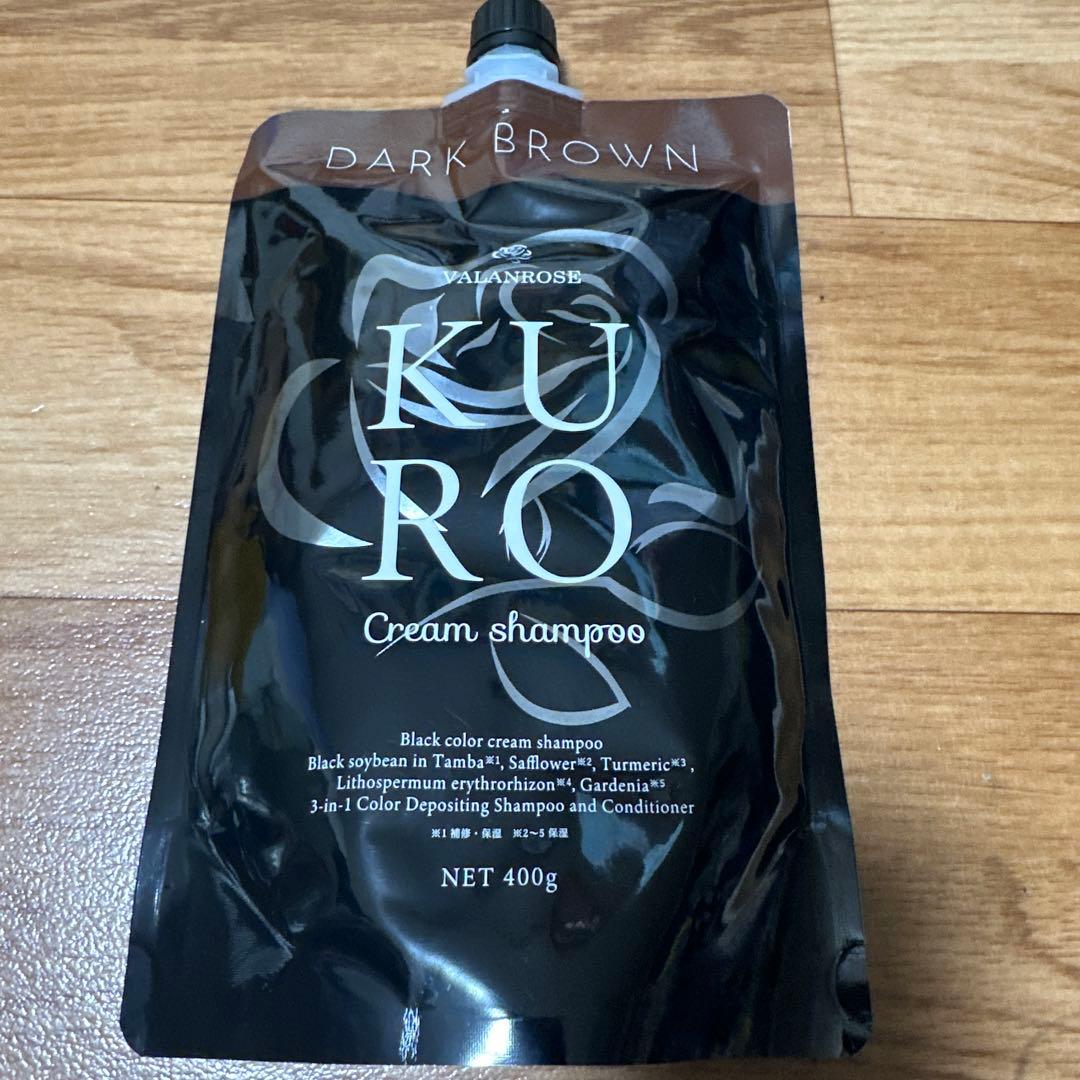 DARK BROWN
VALANROSE
KU
RO
Cream shampoo
Black color cream shampoo
Black soybean in Tamba※1, Safflower※2, Turmeric※3,
Lithospermum erythrorhizon※4, Gardenia※5
3-in-1 Color Depositing Shampoo and Conditioner
※1 補修・保湿 ※2〜5 保湿
NET 400g